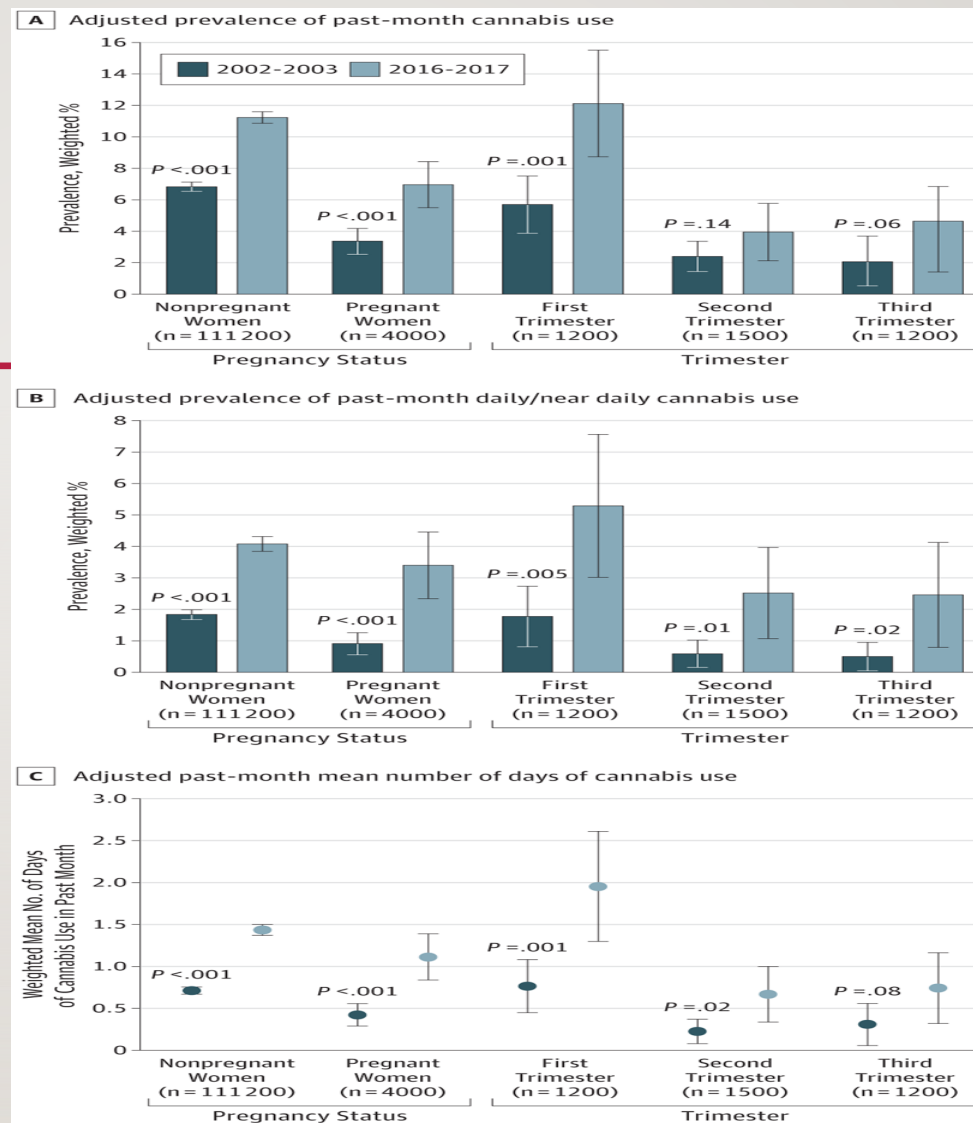 A Adjusted prevalence of past-month cannabis use
Prevalence, Weighted %
16
14
12
10
8
6
4
2
0
2002-2003 2016-2017
P <.001
P <.001
P =.001
P =.14
P =.06
Nonpregnant Pregnant First Second Third
Women Women Trimester Trimester Trimester
(n = 111 200) (n = 4000) (n = 1200) (n = 1500) (n = 1200)
Pregnancy Status Trimester
B Adjusted prevalence of past-month daily/near daily cannabis use
Prevalence, Weighted %
8
7
6
5
4
3
2
1
0
P <.001
P <.001
P =.005
P =.01
P =.02
Nonpregnant Pregnant First Second Third
Women Women Trimester Trimester Trimester
(n = 111 200) (n = 4000) (n = 1200) (n = 1500) (n = 1200)
Pregnancy Status Trimester
C Adjusted past-month mean number of days of cannabis use
Weighted Mean No. of Days
of Cannabis Use in Past Month
3.0
2.5
2.0
1.5
1.0
0.5
0
P <.001
P <.001
P =.001
P =.02
P =.08
Nonpregnant Pregnant First Second Third
Women Women Trimester Trimester Trimester
(n = 111 200) (n = 4000) (n = 1200) (n = 1500) (n = 1200)
Pregnancy Status Trimester